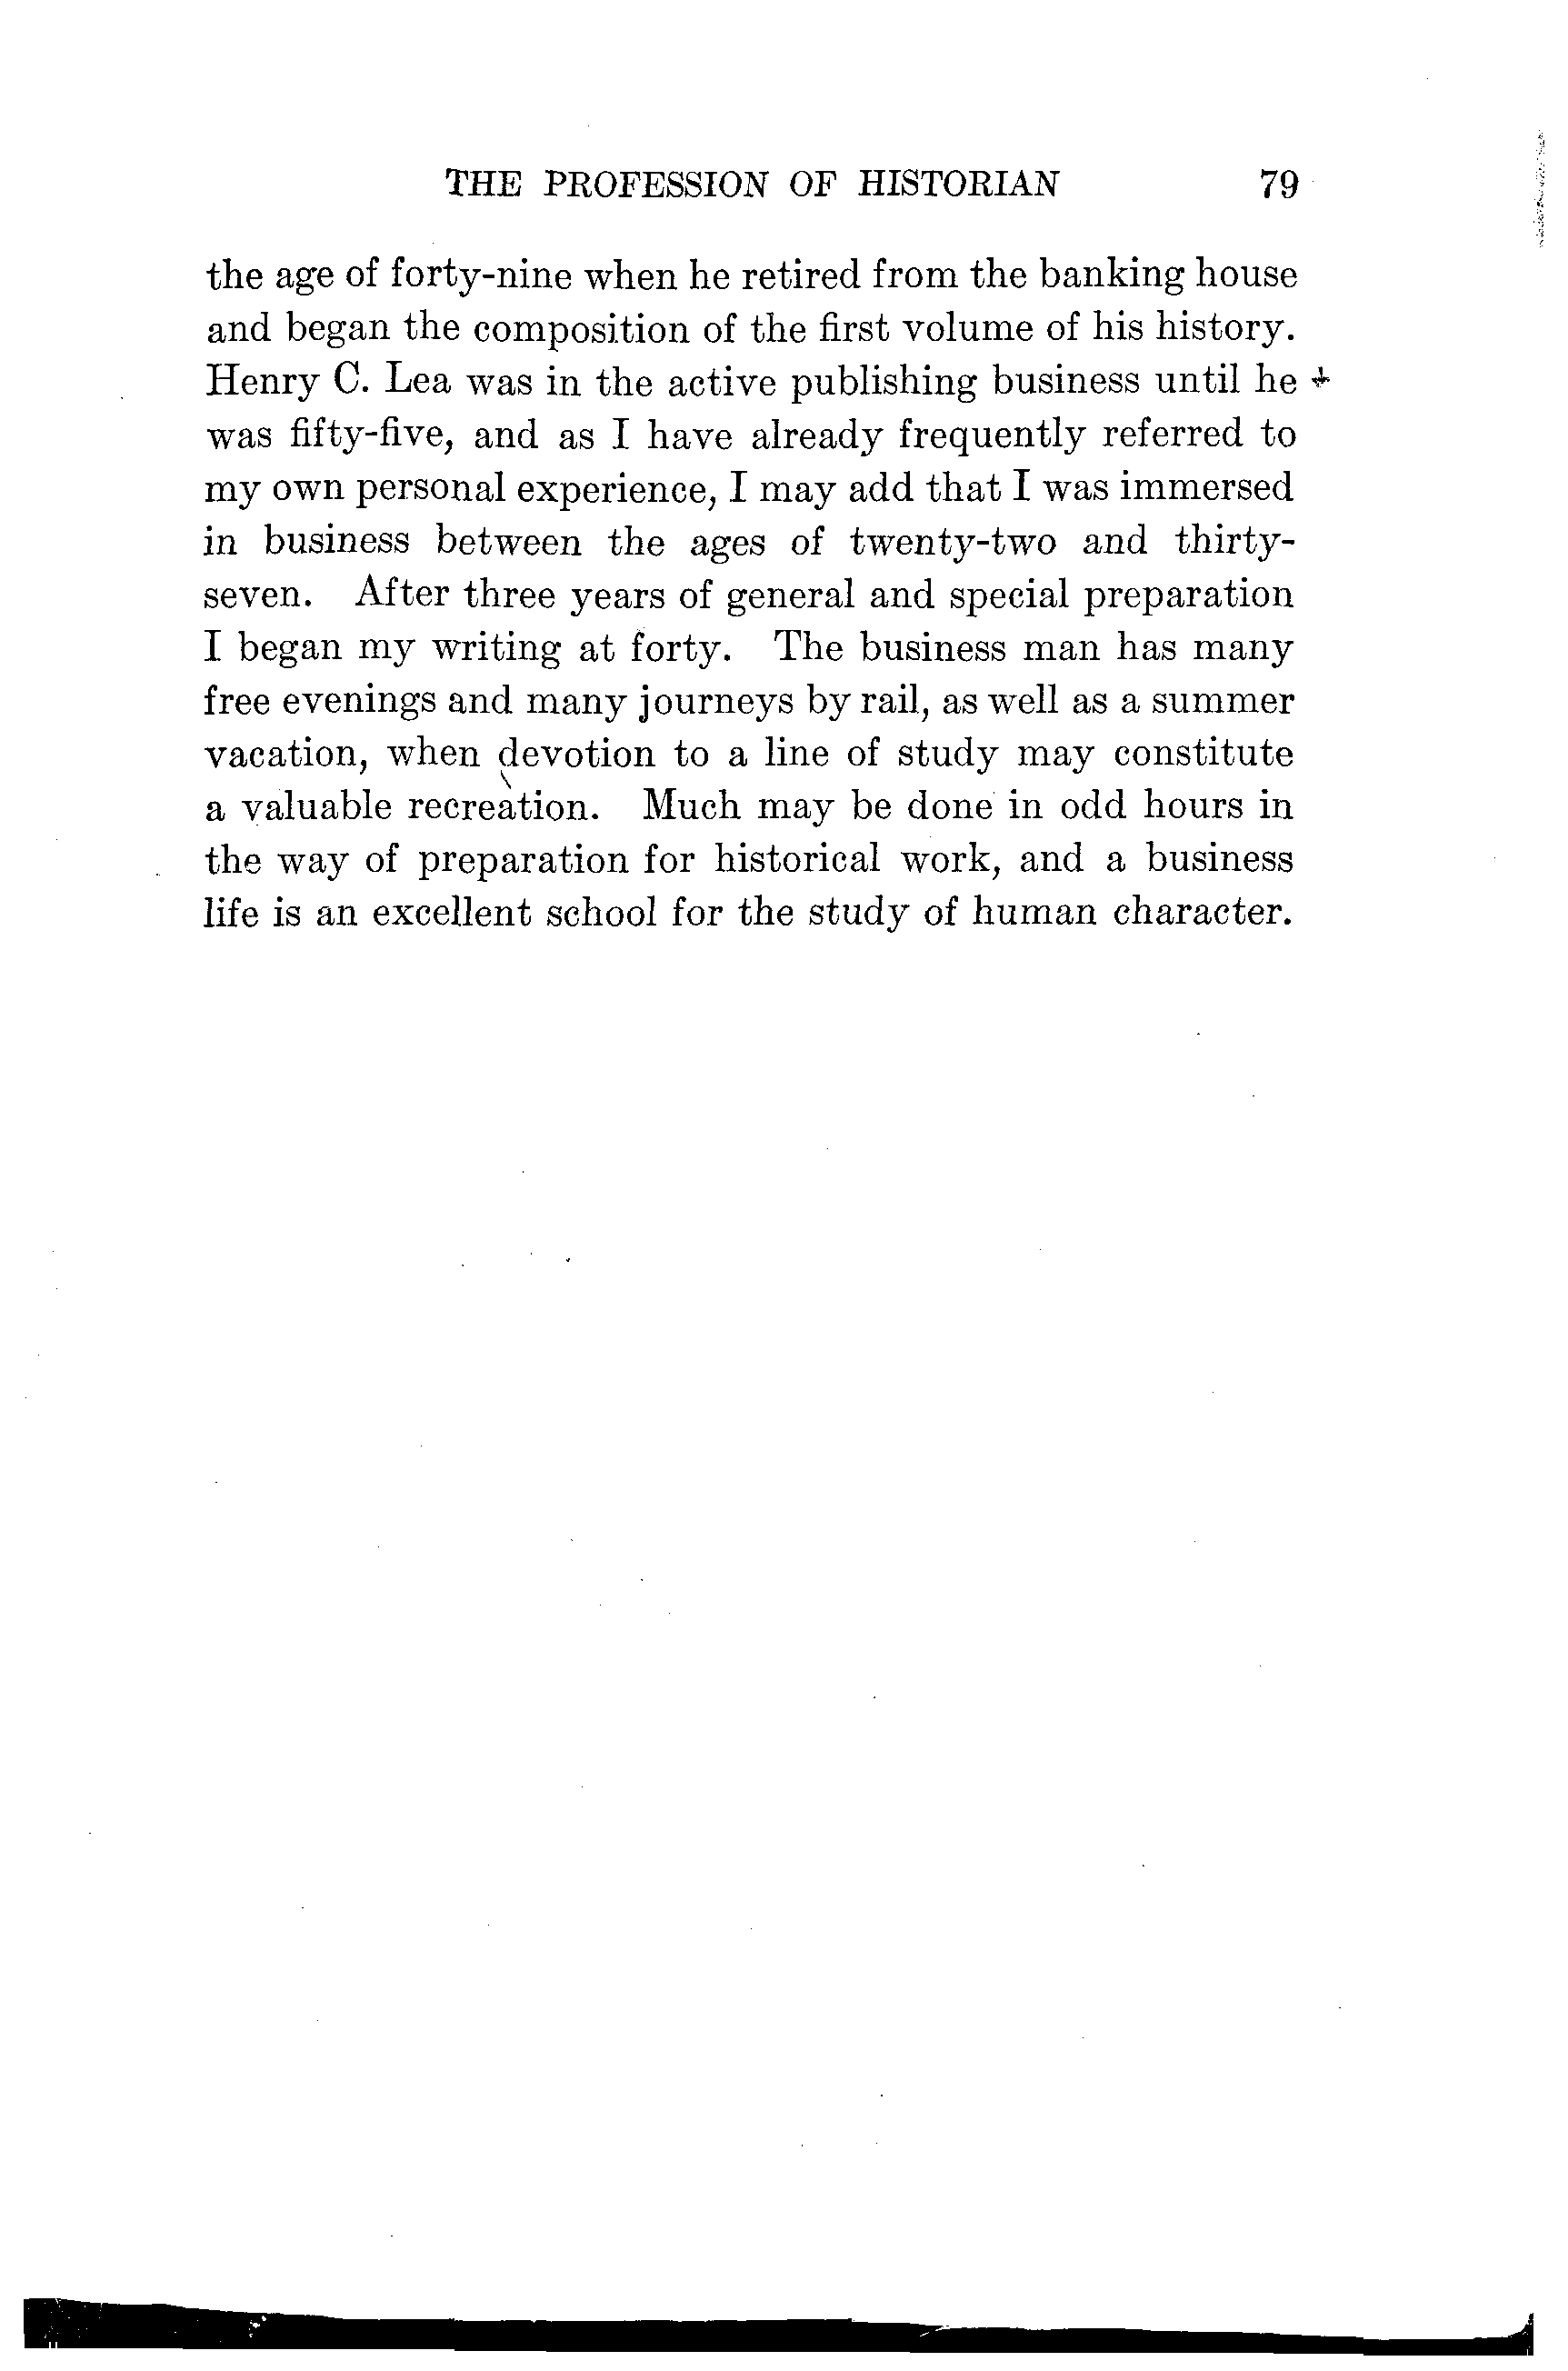 THE PROFESSION OF HISTORIAN 79
the age of forty-nine when he retired from the banking house
and began the composition of the first volume of his history.
Henry C. Lea was in the active publishing business until he
was fifty-five, and as I have already frequently referred to
my own personal experience, I may add that I was immersed
in business between the ages of twenty-two and thirty-
seven. After three years of general and special preparation
I began my writing at forty. The business man has many
free evenings and many journeys by rail, as well as a summer
vacation, when devotion to a line of study may constitute
a valuable recreation. Much may be done in odd hours in
the way of preparation for historical work, and a business
life is an excellent school for the study of human character.